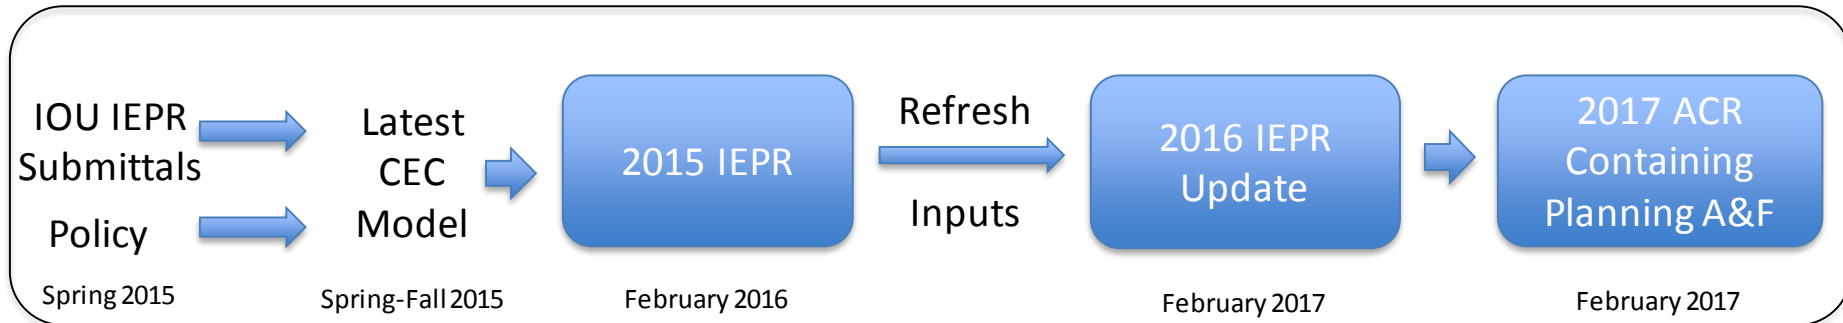 IOU IEPR
Submittals
Policy
Spring 2015
Latest
CEC
Model
Spring-Fall 2015
2015 IEPR
February 2016
Refresh
Inputs
2016 IEPR
Update
February 2017
2017 ACR
Containing
Planning A&F
February 2017